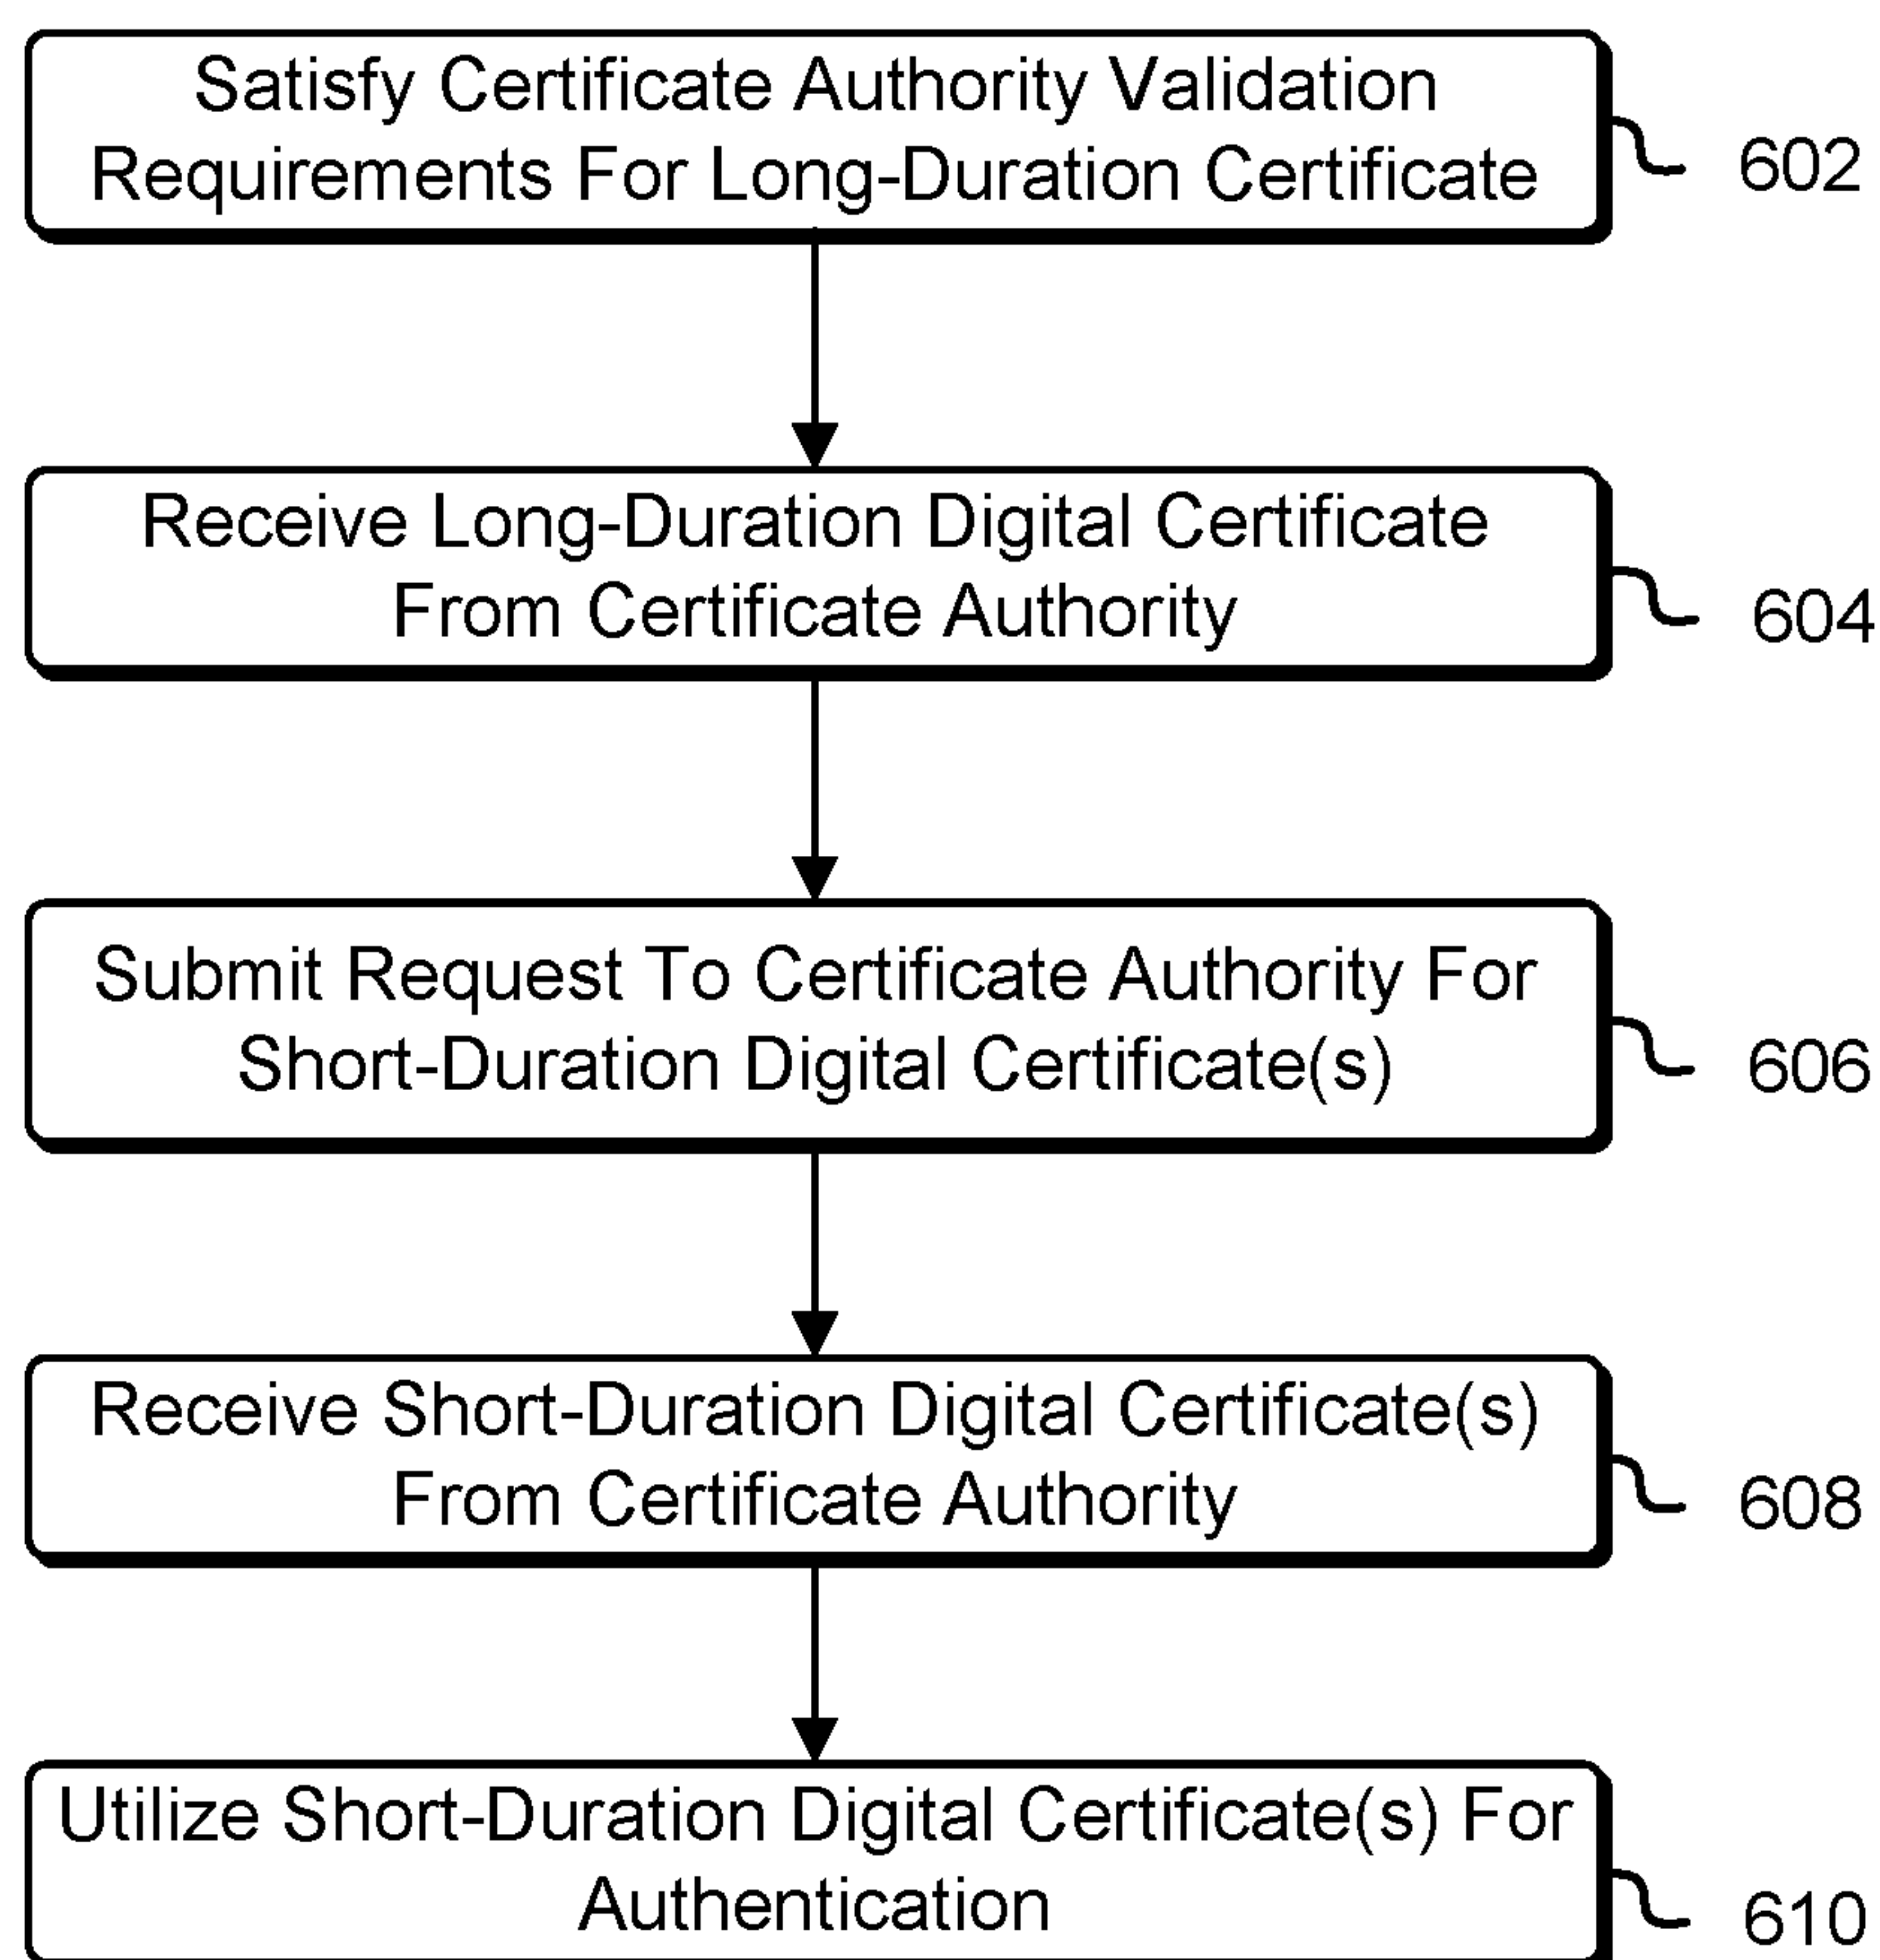 Satisfy Certificate Authority Validation
Requirements For Long-Duration Certificate
602
Receive Long-Duration Digital Certificate
From Certificate Authority
604
Submit Request To Certificate Authority For
Short-Duration Digital Certificate(s)
606
Receive Short-Duration Digital Certificate(s)
From Certificate Authority
608
Utilize Short-Duration Digital Certificate(s) For
Authentication
610